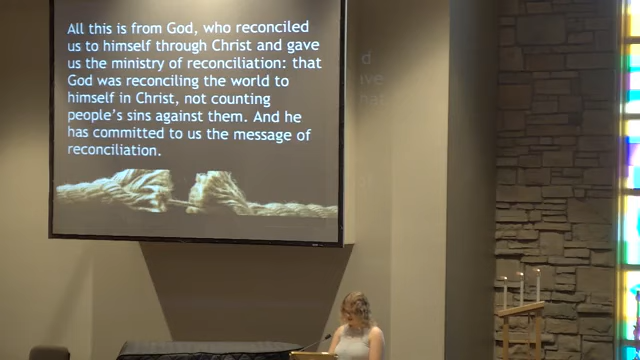 All this is from God, who reconciled
us to himself through Christ and gave
us the ministry of reconciliation: that
God was reconciling the world to
himself in Christ, not counting
people's sins against them. And he
has committed to us the message of
reconciliation.